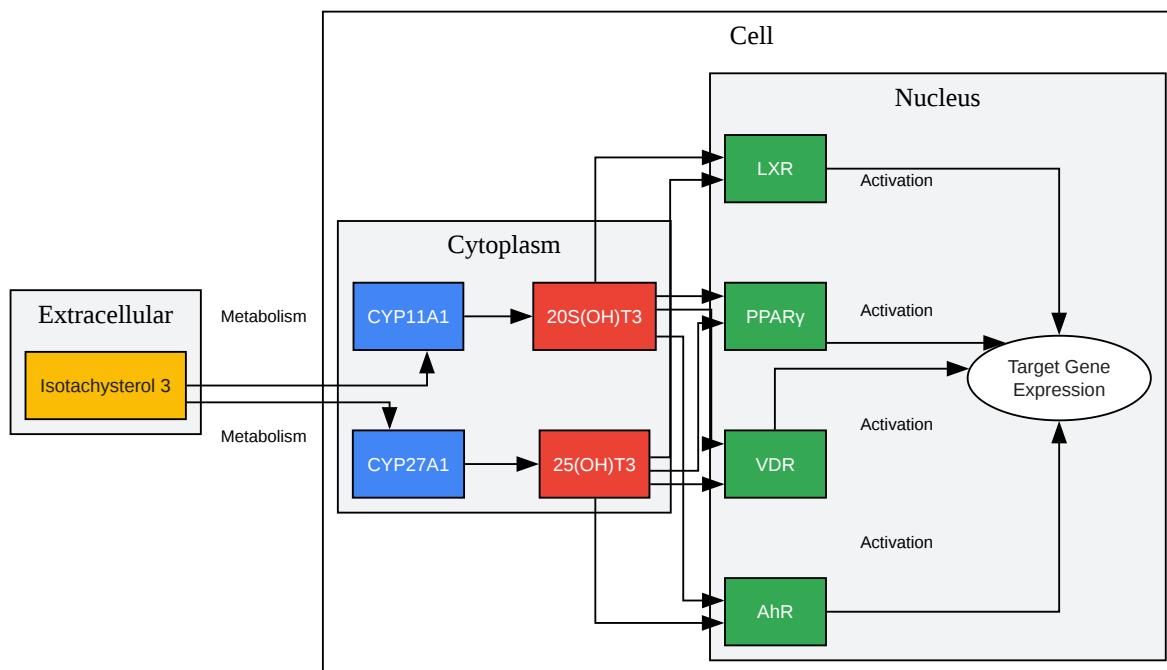 Cell
Nucleus
LXR
Activation
Cytoplasm
Extracellular
Metabolism
CYP11A1
20S(OH)T3
PPARγ
Activation
Isotachysterol 3
Target Gene
Expression
Metabolism
CYP27A1
25(OH)T3
VDR
Activation
Activation
AhR